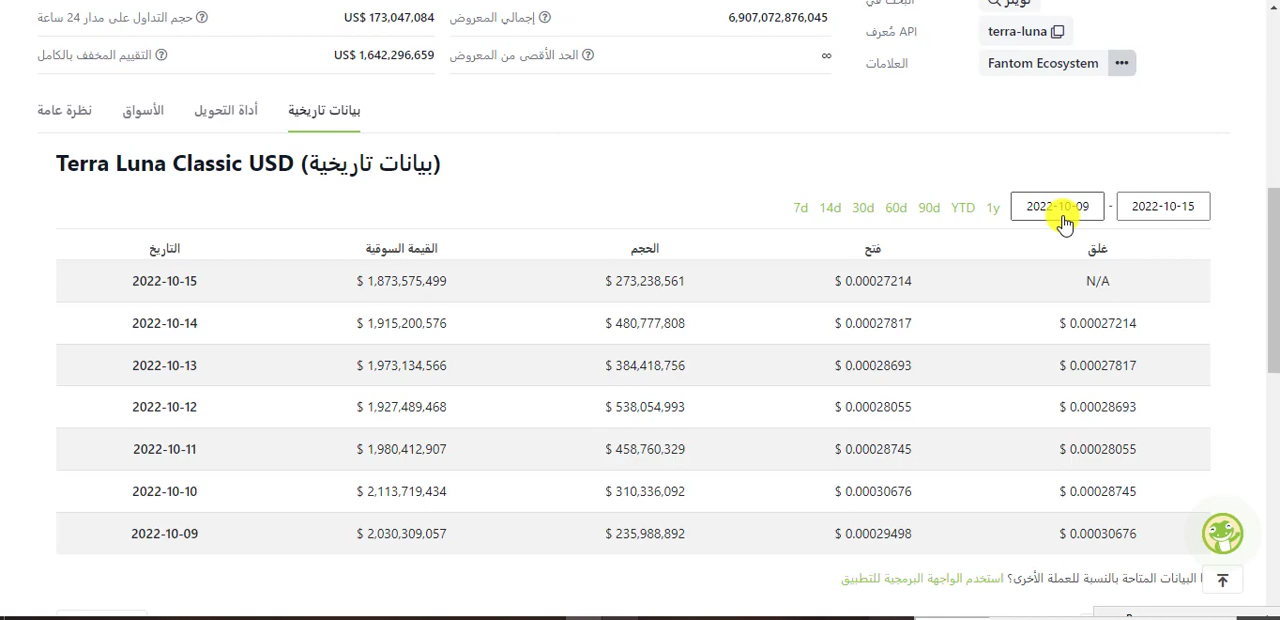 حجم التداول على مدار 24 ساعة US$ 173,047,084 إجمالي المعروض 6,907,072,876,045
التقييم المخفف بالكامل US$ 1,642,296,659 الحد الأقصى من المعروض ∞
البحث في تويتر
API مُعرف terra-luna
العلامات Fantom Ecosystem •••
نظرة عامة الأسواق أداة التحويل بيانات تاريخية
Terra Luna Classic USD (بيانات تاريخية)
7d 14d 30d 60d 90d YTD 1y 2022-10-09 - 2022-10-15
التاريخ القيمة السوقية الحجم فتح غلق
2022-10-15 $ 1,873,575,499 $ 273,238,561 $ 0.00027214 N/A
2022-10-14 $ 1,915,200,576 $ 480,777,808 $ 0.00027817 $ 0.00027214
2022-10-13 $ 1,973,134,566 $ 384,418,756 $ 0.00028693 $ 0.00027817
2022-10-12 $ 1,927,489,468 $ 538,054,993 $ 0.00028055 $ 0.00028693
2022-10-11 $ 1,980,412,907 $ 458,760,329 $ 0.00028745 $ 0.00028055
2022-10-10 $ 2,113,719,434 $ 310,336,092 $ 0.00030676 $ 0.00028745
2022-10-09 $ 2,030,309,057 $ 235,988,892 $ 0.00029498 $ 0.00030676
البيانات المتاحة بالنسبة للعملة الأخرى؟ استخدم الواجهة البرمجية للتطبيق